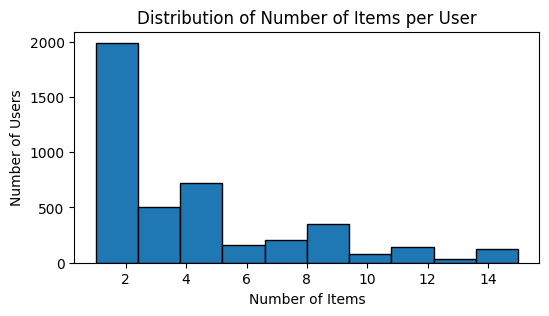 Distribution of Number of Items per User
2000
1500
1000
500
0
Number of Users
2 4 6 8 10 12 14
Number of Items